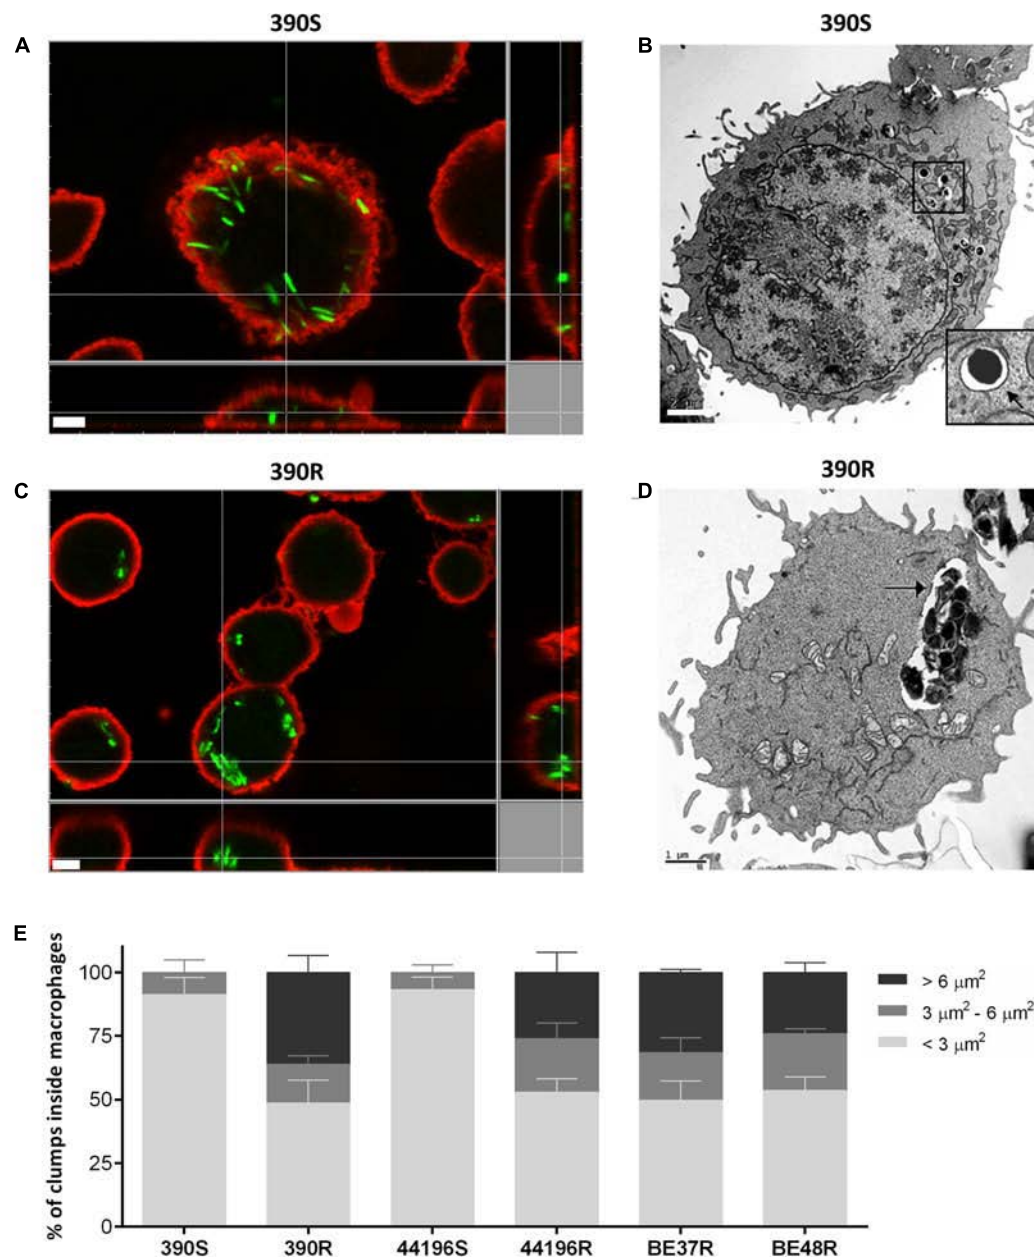 390S
390S
A
B
390R
390R
C
D
1 μm
E
% of clumps inside macrophages
100
75
50
25
0
> 6 μm²
3 μm² - 6 μm²
< 3 μm²
390S
390R
44196S
44196R
BE37R
BE48R